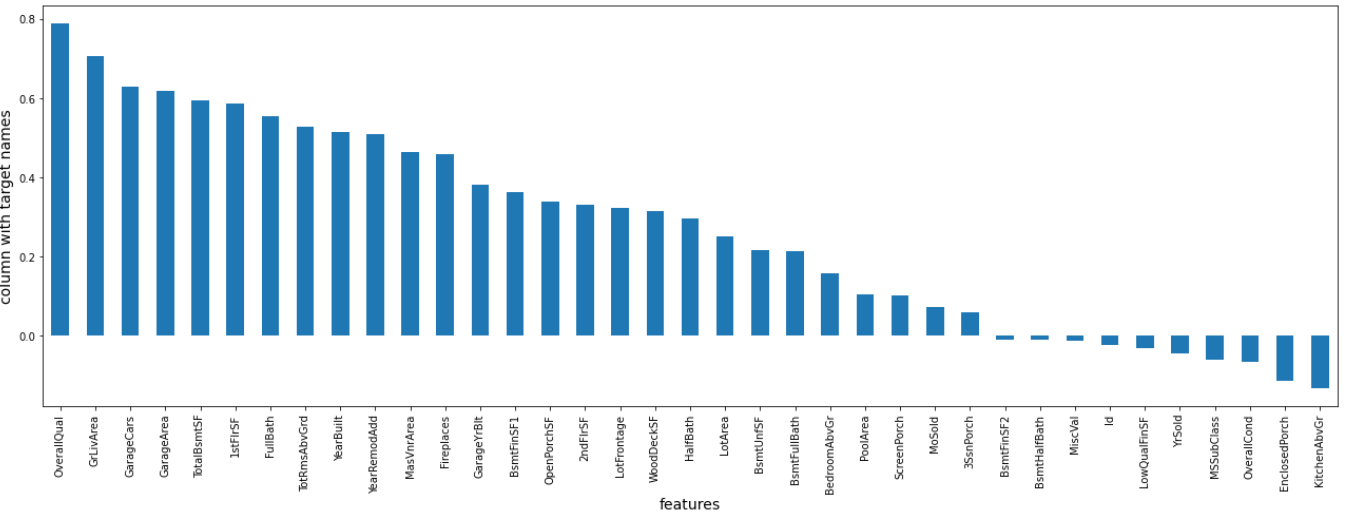 0.8
0.6
0.4
0.2
0.0
column with target names
OverallQual
GrLivArea
GarageCars
GarageArea
TotalBsmtSF
1stFlrSF
FullBath
TotRmsAbvGrd
YearBuilt
YearRemodAdd
MasVnrArea
Fireplaces
GarageYrBlt
BsmtFinSF1
OpenPorchSF
2ndFlrSF
LotFrontage
WoodDeckSF
HalfBath
LotArea
BsmtUnfSF
BsmtFullBath
BedroomAbvGr
PoolArea
ScreenPorch
MoSold
3SsnPorch
BsmtFinSF2
BsmtHalfBath
MiscVal
Id
LowQualFinSF
YrSold
MSSubClass
OverallCond
EnclosedPorch
KitchenAbvGr
features